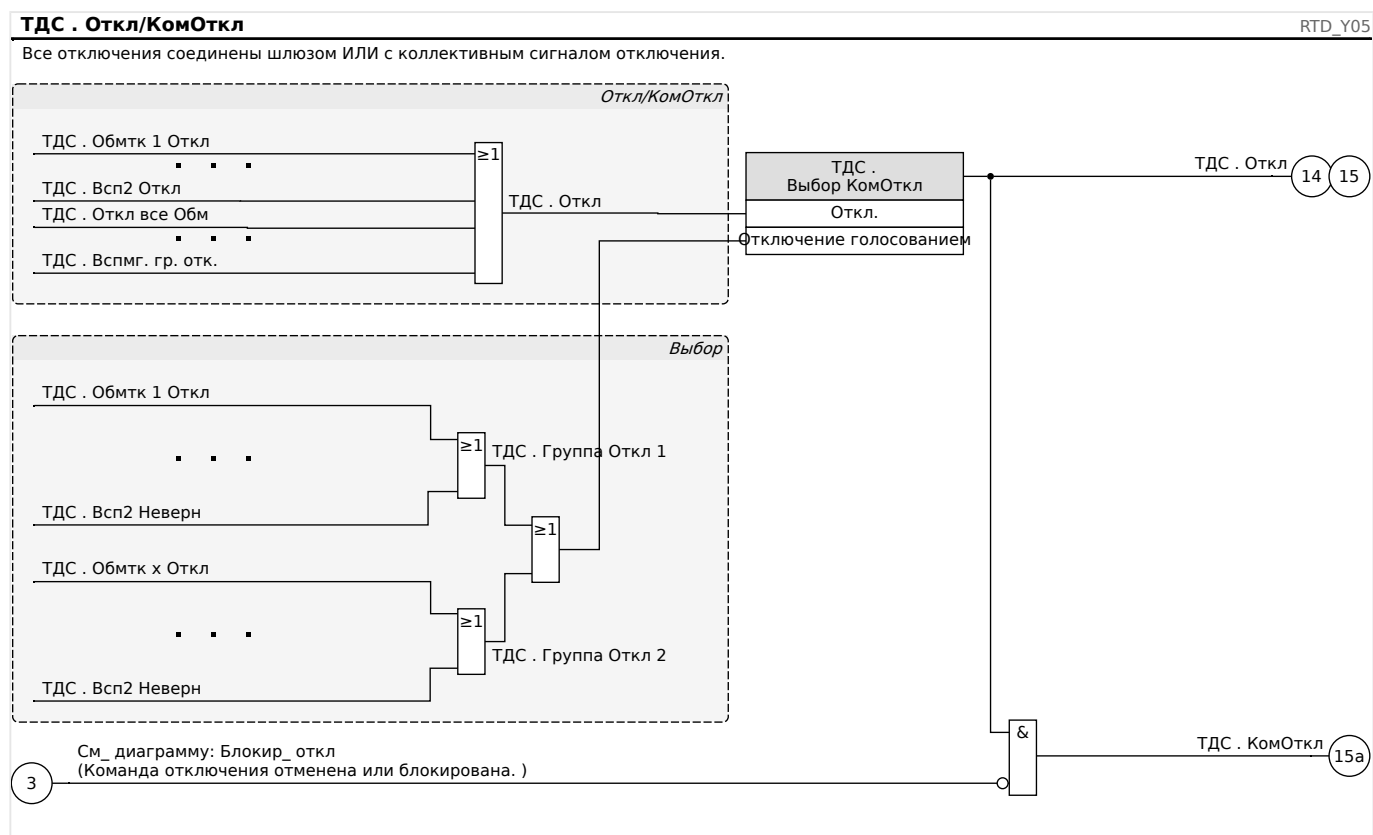 ТДС . Откл/КомОткл
RTD_Y05
Все отключения соединены шлюзом ИЛИ с коллективным сигналом отключения.
Откл/КомОткл
ТДС . Обмтк 1 Откл
≥1
ТДС . Всп2 Откл
ТДС . Откл все Обм
ТДС . Вспмг. гр. отк.
ТДС . Откл
ТДС .
Выбор КомОткл
Откл.
Отключение голосованием
ТДС . Откл
14
15
Выбор
ТДС . Обмтк 1 Откл
≥1
ТДС . Группа Откл 1
ТДС . Всп2 Неверн
≥1
ТДС . Обмтк x Откл
≥1
ТДС . Группа Откл 2
ТДС . Всп2 Неверн
&
ТДС . КомОткл
15a
См_ диаграмму: Блокир_ откл
(Команда отключения отменена или блокирована. )
3